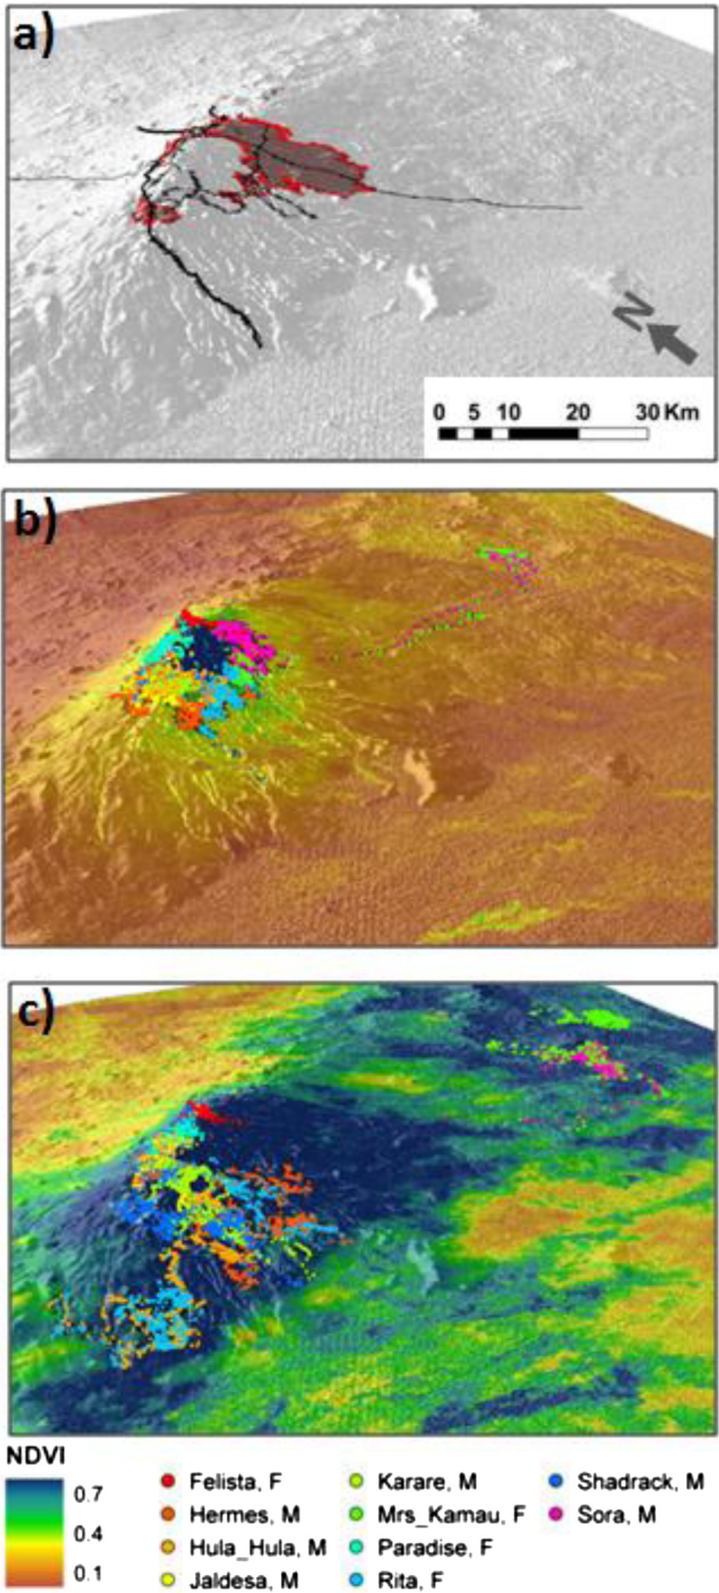 a)
N
0 5 10 20 30 Km
b)
c)
NDVI
0.7
0.4
0.1
Felista, F
Hermes, M
Hula_Hula, M
Jaldesa, M
Karare, M
Mrs_Kamau, F
Paradise, F
Rita, F
Shadrack, M
Sora, M